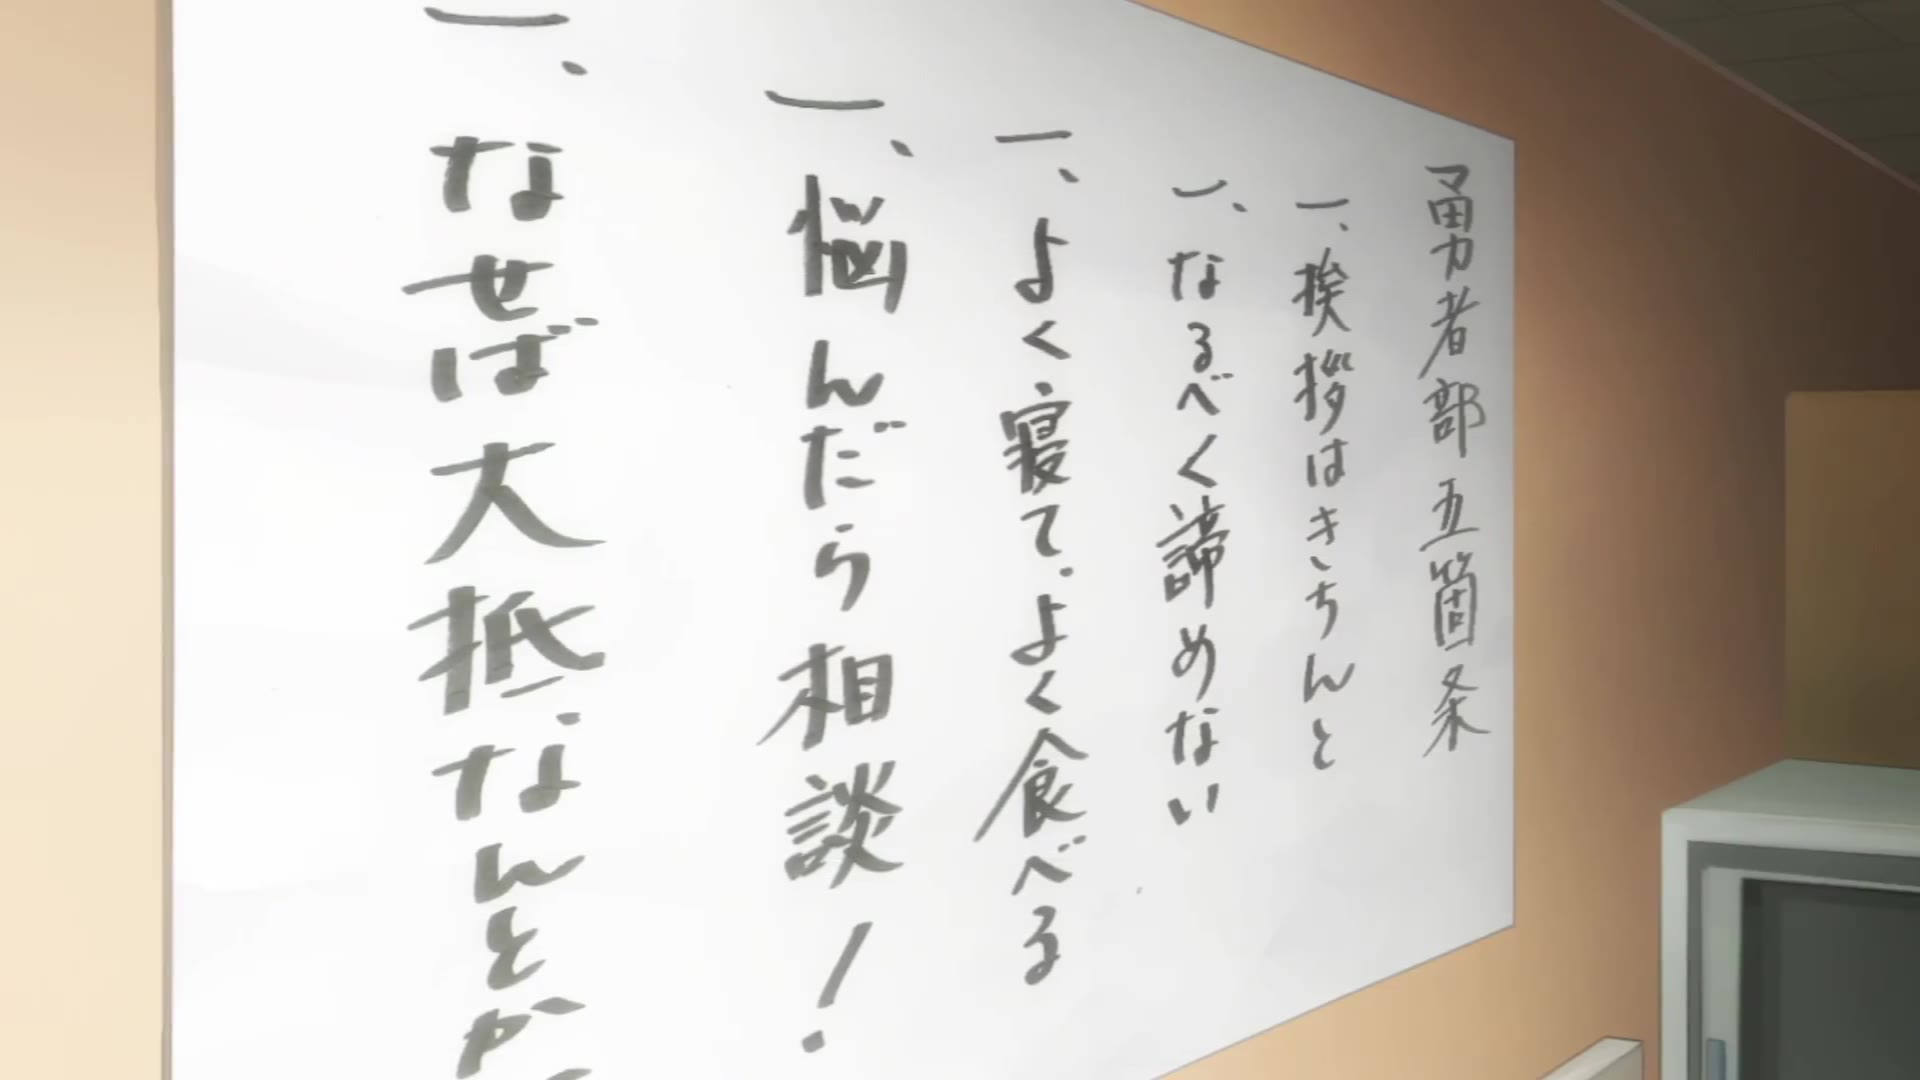 勇者部五箇条
一、挨拶はきちんと
一、なるべく諦めない
一、よく寝て、よく食べる
一、悩んだら相談!
一、なせば大抵なんとか